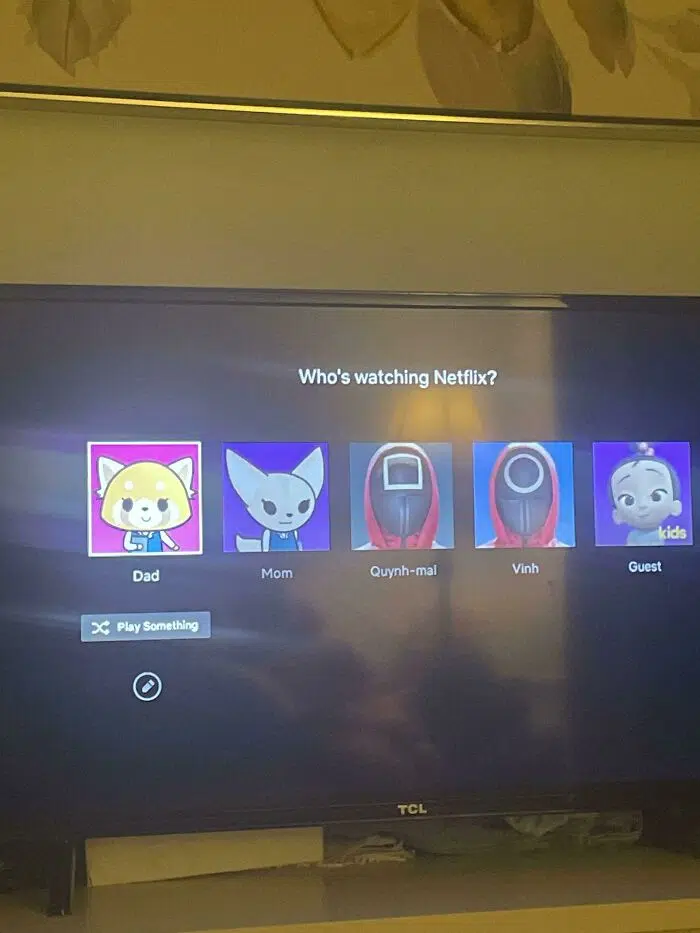 Who's watching Netflix?
kids
Dad
Mom
Quynh-mai
Vinh
Guest
Play Something
TCL